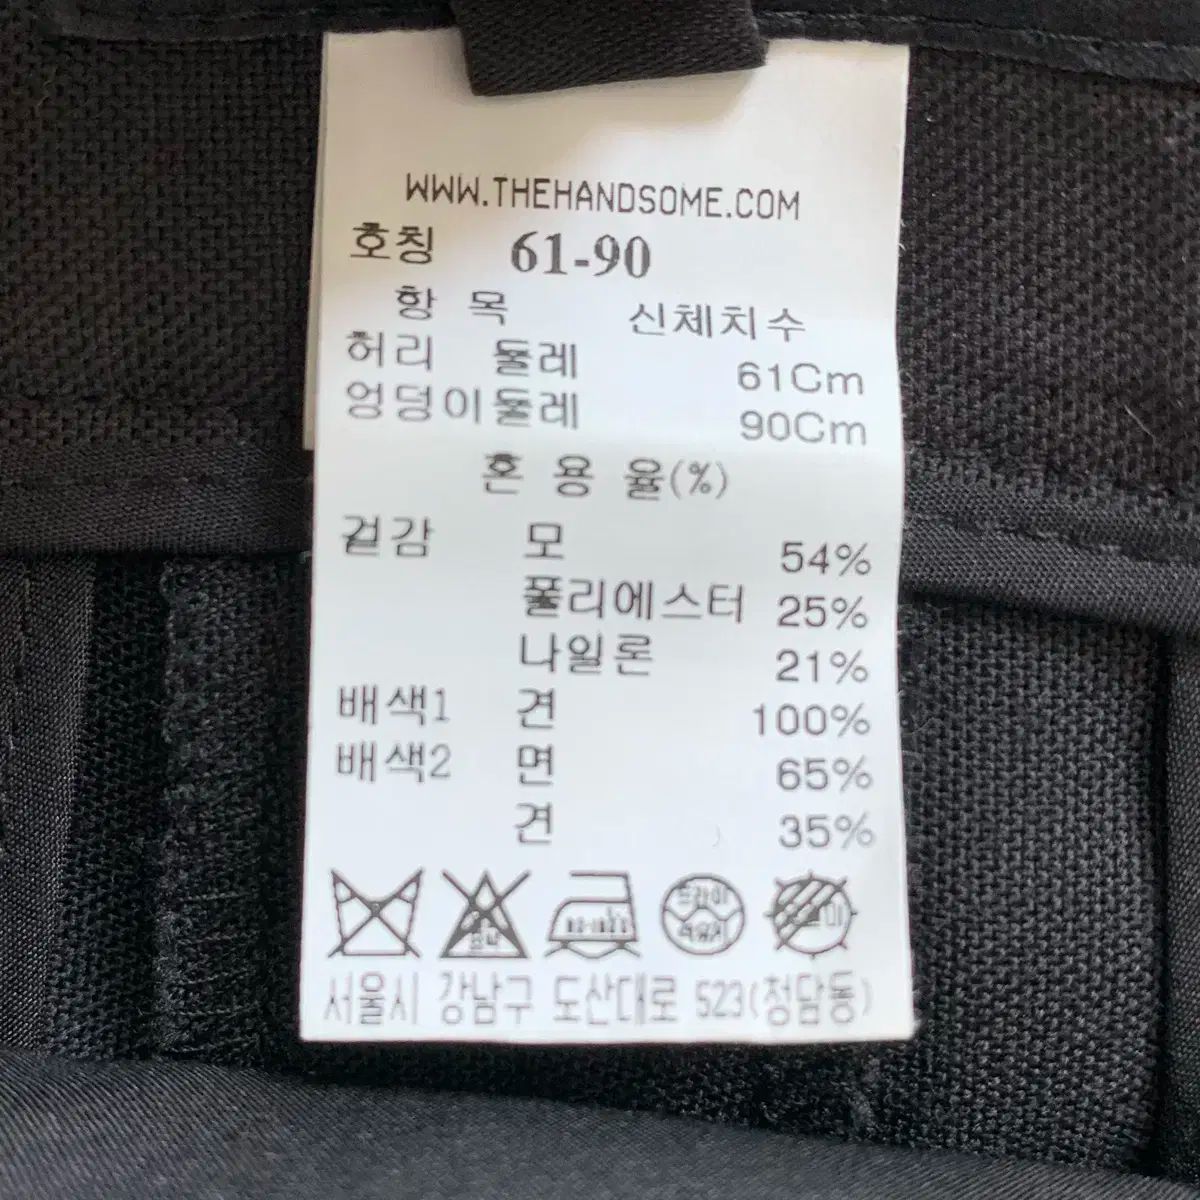 WWW.THEHANDSOME.COM
호칭 61-90
항 목 신체치수
허리 둘레 61Cm
엉덩이둘레 90Cm
혼 용 율(%)
겉감 모 54%
폴리에스터 25%
나일론 21%
배색1 견 100%
배색2 면 65%
견 35%
드라이
서울시 강남구 도산대로 523(청담동)